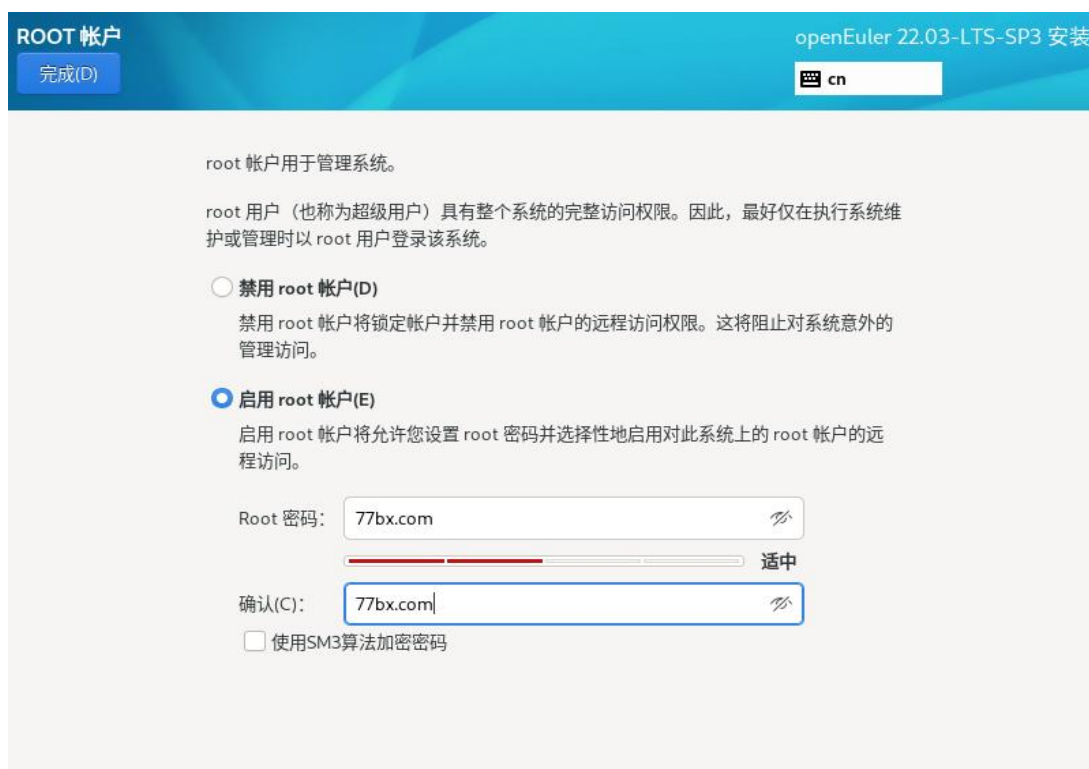 ROOT 帐户
openEuler 22.03-LTS-SP3 安装
完成(D)
cn
root 帐户用于管理系统。
root 用户（也称为超级用户）具有整个系统的完整访问权限。因此，最好仅在执行系统维
护或管理时以 root 用户登录该系统。
禁用 root 帐户(D)
禁用 root 帐户将锁定帐户并禁用 root 帐户的远程访问权限。这将阻止对系统意外的
管理访问。
启用 root 帐户(E)
启用 root 帐户将允许您设置 root 密码并选择性地启用对此系统上的 root 帐户的远
程访问。
Root 密码： 77bx.com
适中
确认(C)： 77bx.com
使用SM3算法加密密码